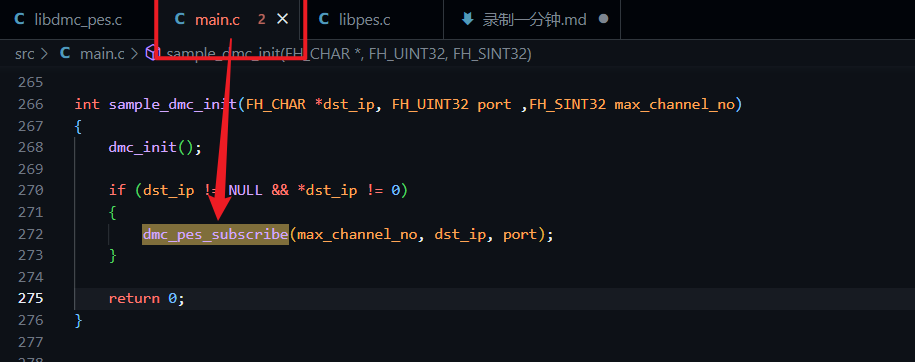 C libdmc_pes.c C main.c 2 × C libpes.c 录制一分钟.md ●
src > C main.c > sample_dmc_init(FH_CHAR *, FH_UINT32, FH_SINT32)
265
266 int sample_dmc_init(FH_CHAR *dst_ip, FH_UINT32 port ,FH_SINT32 max_channel_no)
267 {
268 dmc_init();
269
270 if (dst_ip != NULL && *dst_ip != 0)
271 {
272 dmc_pes_subscribe(max_channel_no, dst_ip, port);
273 }
274
275 return 0;
276 }
277
278